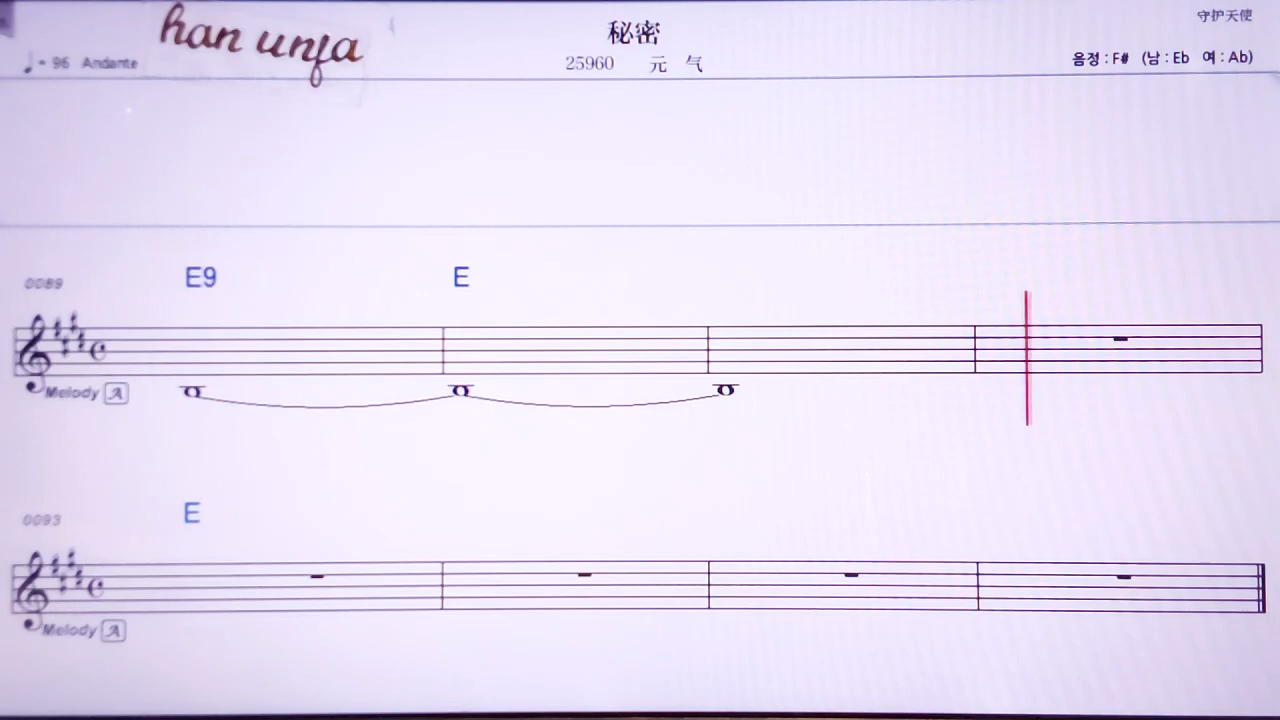 han unja
秘密
守护天使
♩= 96 Andante
25960 元 气
음정 : F# (남 : Eb 여 : Ab)
0089
E9 E
Melody A
0093
E
Melody A